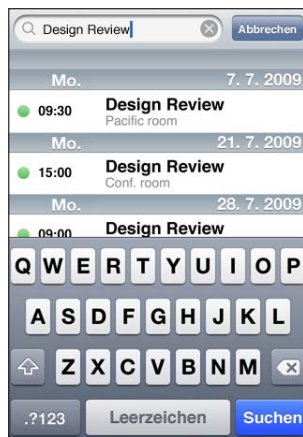 Design Review Abbrechen
Mo. 7. 7. 2009
09:30 Design Review
Pacific room
Mo. 21. 7. 2009
15:00 Design Review
Conf. room
Mo. 28. 7. 2009
09:00 Design Review
Q W E R T Y U I O P
A S D F G H J K L
Z X C V B N M
.?123 Leerzeichen Suchen